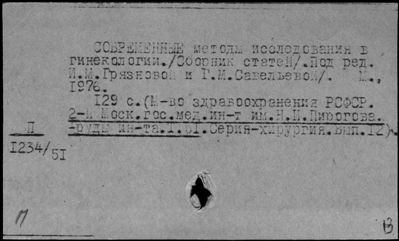 СОВРЕМЕННЫЕ методы исследования в
гинекологии./Сборник статей/.Под ред.
И.М.Грязновой и Г.М.Савельевой/. М.,
1976.
129 с.(М-во здравоохранения РСФСР.
2-й Моск.гос.мед.ин-т им.Н.И.Пирогова.
Труды ин-та.Т.51.Серия-хирургия.Вып.12).
П
1234/51
П